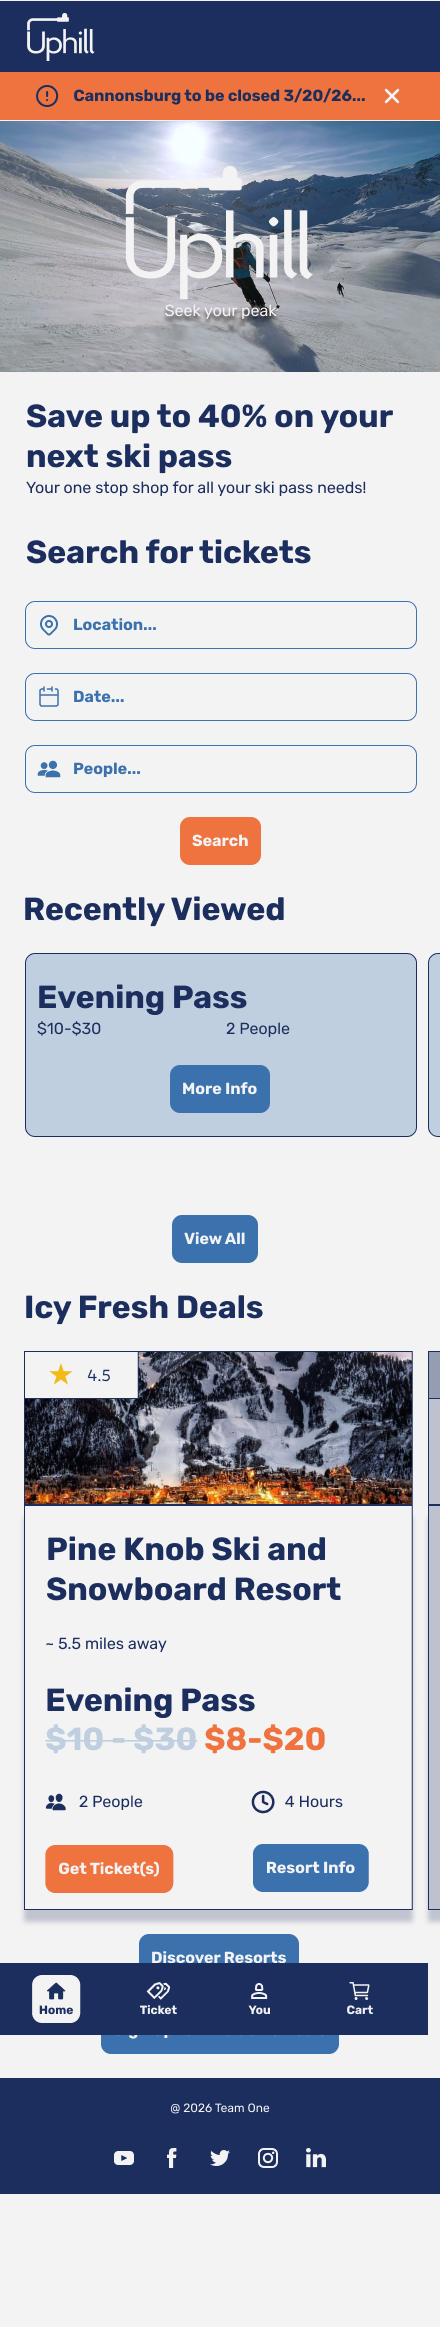 Uphill
Cannonsburg to be closed 3/20/26...
Uphill
Seek your peak
Save up to 40% on your
next ski pass
Your one stop shop for all your ski pass needs!
Search for tickets
Location...
Date...
People...
Search
Recently Viewed
Evening Pass
$10-$30 2 People
More Info
View All
Icy Fresh Deals
4.5
Pine Knob Ski and
Snowboard Resort
~ 5.5 miles away
Evening Pass
$10 - $30 $8-$20
2 People 4 Hours
Get Ticket(s) Resort Info
Discover Resorts
Home Ticket You Cart
@ 2026 Team One